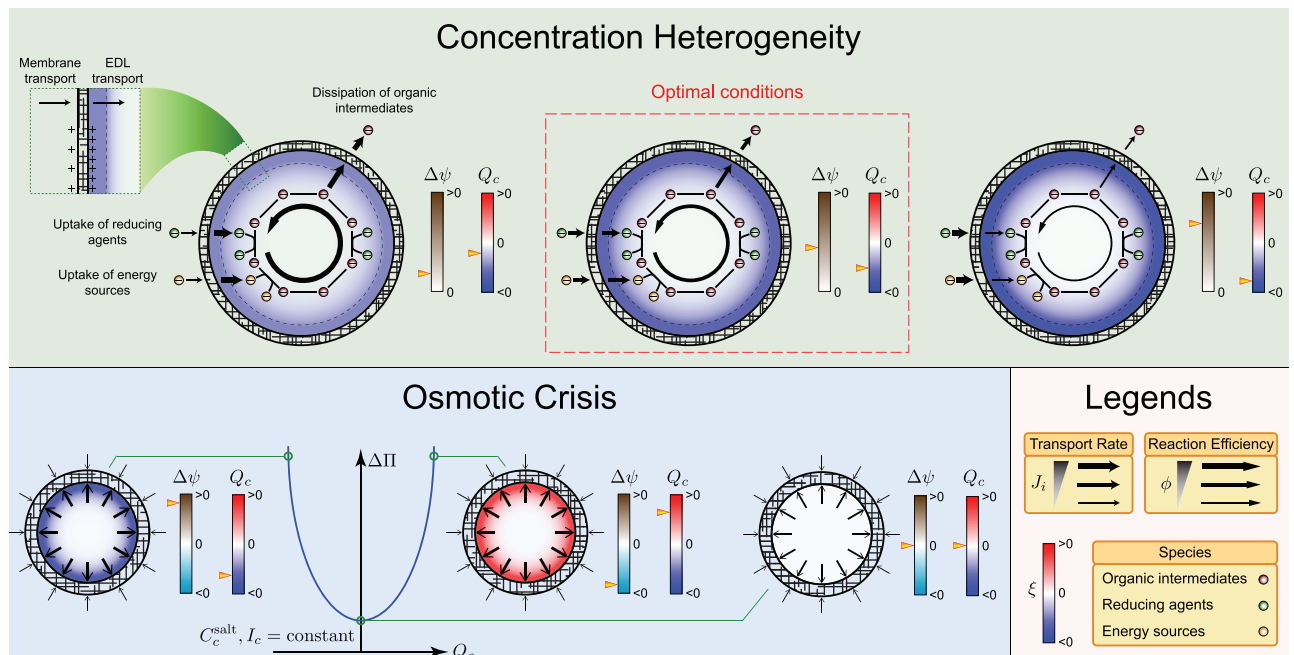 Concentration Heterogeneity
Membrane
transport
EDL
transport
Dissipation of organic
intermediates
Optimal conditions
Uptake of reducing
agents
Uptake of energy
sources
Δψ
Q_c
>0
>0
0
0
<0
Δψ
Q_c
>0
>0
0
0
<0
Δψ
Q_c
>0
>0
0
0
<0
Osmotic Crisis
Δψ
Q_c
>0
>0
0
0
<0
<0
ΔΠ
C_c^salt, I_c = constant
Q_c
Δψ
Q_c
>0
>0
0
0
<0
<0
Δψ
Q_c
>0
>0
0
0
<0
<0
Legends
Transport Rate
J_i
Reaction Efficiency
ϕ
ξ
>0
<0
Species
Organic intermediates
Reducing agents
Energy sources